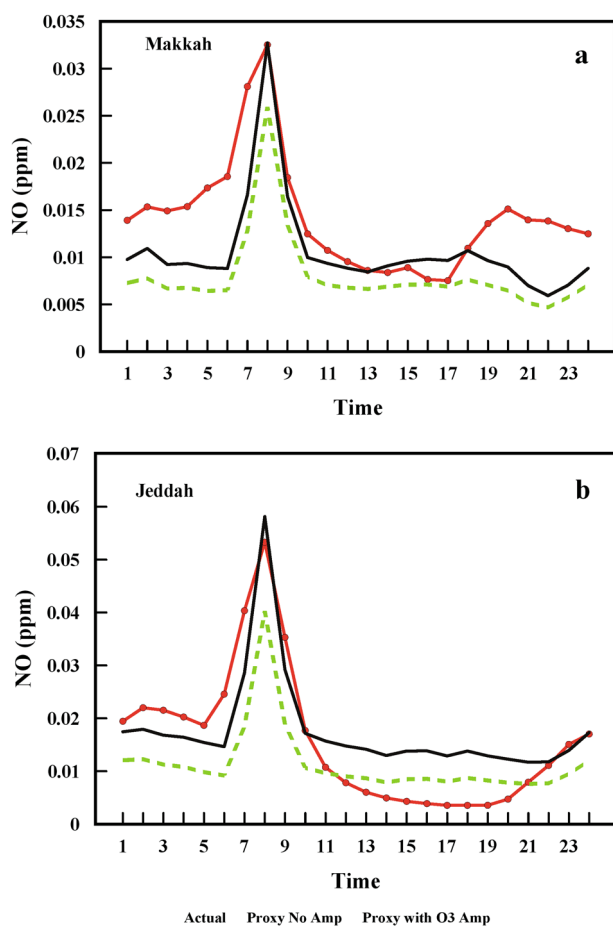 0.035
Makkah
a
0.03
0.025
0.02
0.015
0.01
0.005
0
NO (ppm)
1 3 5 7 9 11 13 15 17 19 21 23
Time
0.07
Jeddah
b
0.06
0.05
0.04
0.03
0.02
0.01
0
NO (ppm)
1 3 5 7 9 11 13 15 17 19 21 23
Time
Actual Proxy No Amp Proxy with O3 Amp